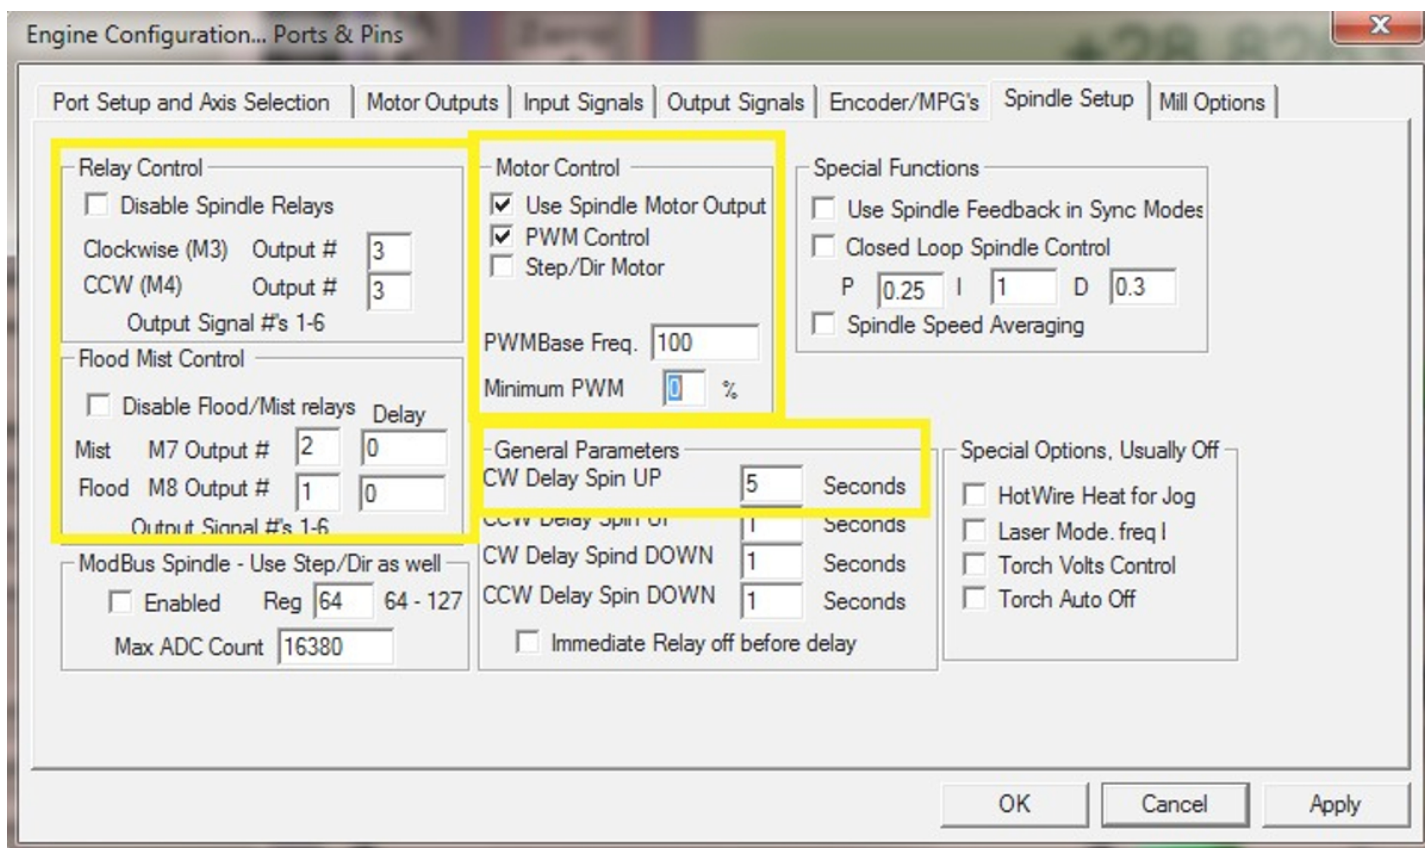 Engine Configuration... Ports & Pins
Port Setup and Axis Selection
Motor Outputs
Input Signals
Output Signals
Encoder/MPG's
Spindle Setup
Mill Options
Relay Control
Disable Spindle Relays
Clockwise (M3) Output # 3
CCW (M4) Output # 3
Output Signal #'s 1-6
Flood Mist Control
Disable Flood/Mist relays Delay
Mist M7 Output # 2 0
Flood M8 Output # 1 0
Output Signal #'s 1-6
ModBus Spindle - Use Step/Dir as well
Enabled Reg 64 64 - 127
Max ADC Count 16380
Motor Control
Use Spindle Motor Output
PWM Control
Step/Dir Motor
PWMBase Freq. 100
Minimum PWM 0 %
General Parameters
CW Delay Spin UP 5 Seconds
CCW Delay Spin UP 1 Seconds
CW Delay Spind DOWN 1 Seconds
CCW Delay Spin DOWN 1 Seconds
Immediate Relay off before delay
Special Functions
Use Spindle Feedback in Sync Modes
Closed Loop Spindle Control
P 0.25 I 1 D 0.3
Spindle Speed Averaging
Special Options, Usually Off
HotWire Heat for Jog
Laser Mode. freq
Torch Volts Control
Torch Auto Off
OK
Cancel
Apply